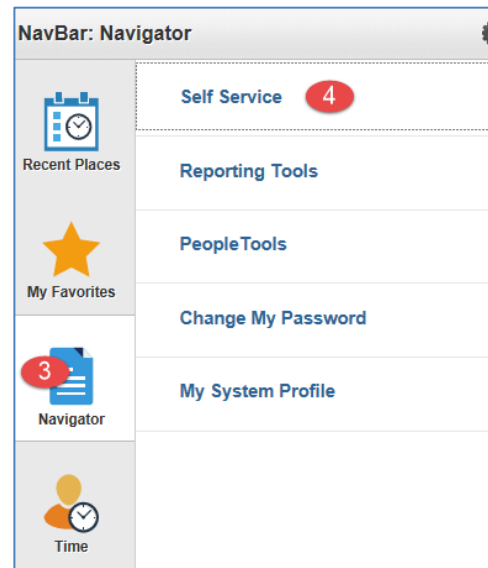 NavBar: Navigator
Recent Places
My Favorites
3
Navigator
Time
Self Service 4
Reporting Tools
PeopleTools
Change My Password
My System Profile